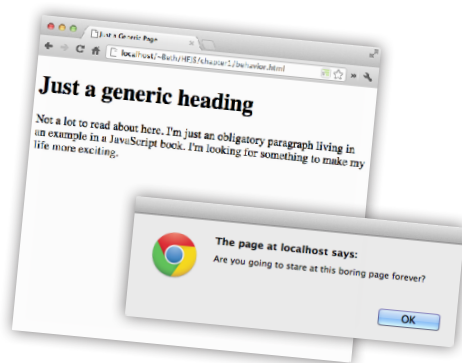 Just a Generic Page
localhost/~Beth/HFJS/chapter1/behavior.html
Just a generic heading
Not a lot to read about here. I'm just an obligatory paragraph living in
an example in a JavaScript book. I'm looking for something to make my
life more exciting.
The page at localhost says:
Are you going to stare at this boring page forever?
OK